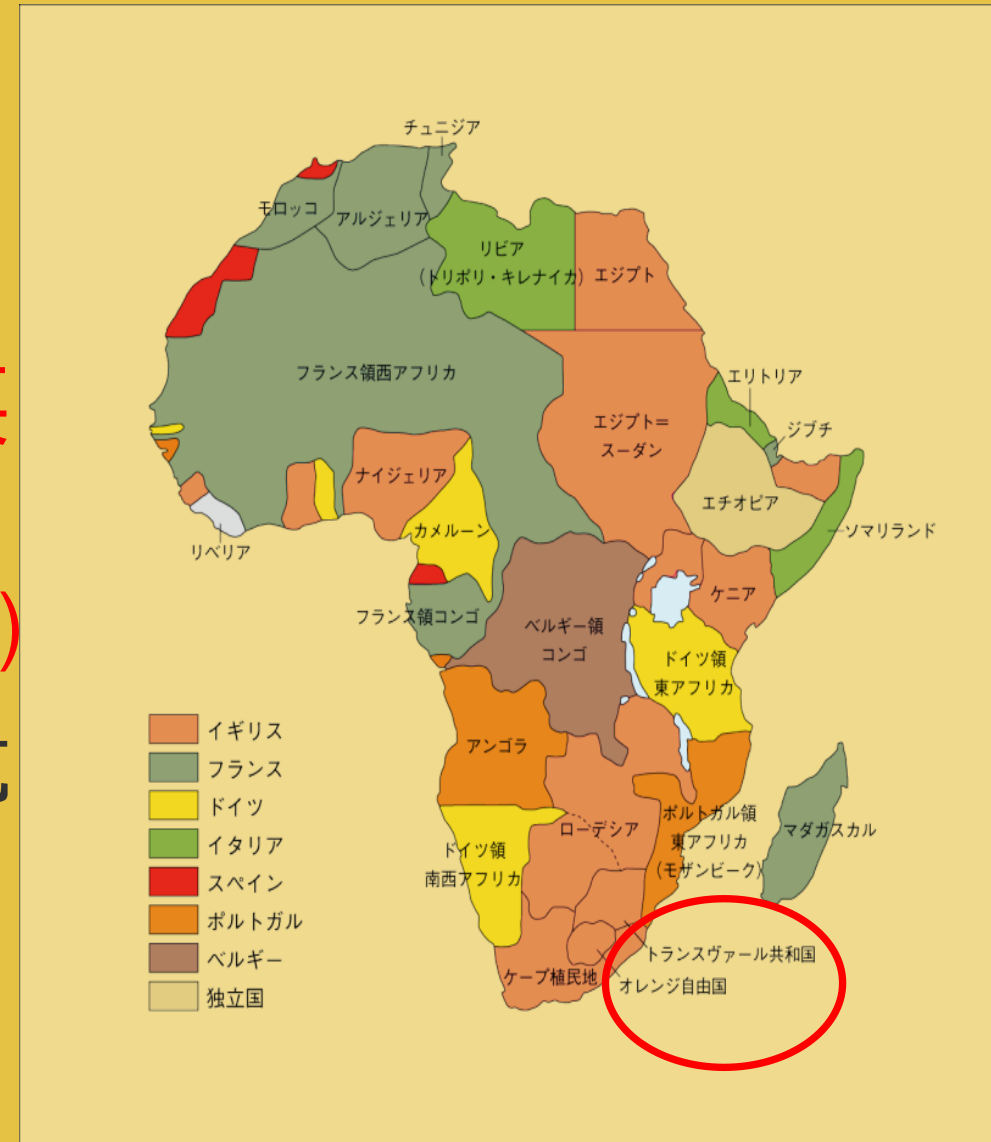 チュニジア
モロッコ
アルジェリア
リビア
(トリポリ・キレナイカ)
エジプト
フランス領西アフリカ
エリトリア
エジプト=
スーダン
ジブチ
ナイジェリア
エチオピア
カメルーン
ソマリランド
リベリア
ケニア
フランス領コンゴ
ベルギー領
コンゴ
ドイツ領
東アフリカ
アンゴラ
ローデシア
ポルトガル領
東アフリカ
(モザンビーク)
マダガスカル
ドイツ領
南西アフリカ
トランスヴァール共和国
ケープ植民地
オレンジ自由国
イギリス
フランス
ドイツ
イタリア
スペイン
ポルトガル
ベルギー
独立国
)